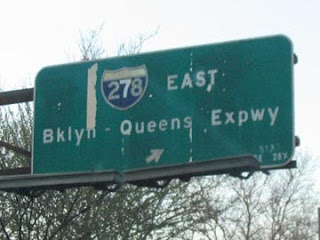 278 EAST
Bklyn - Queens Expwy